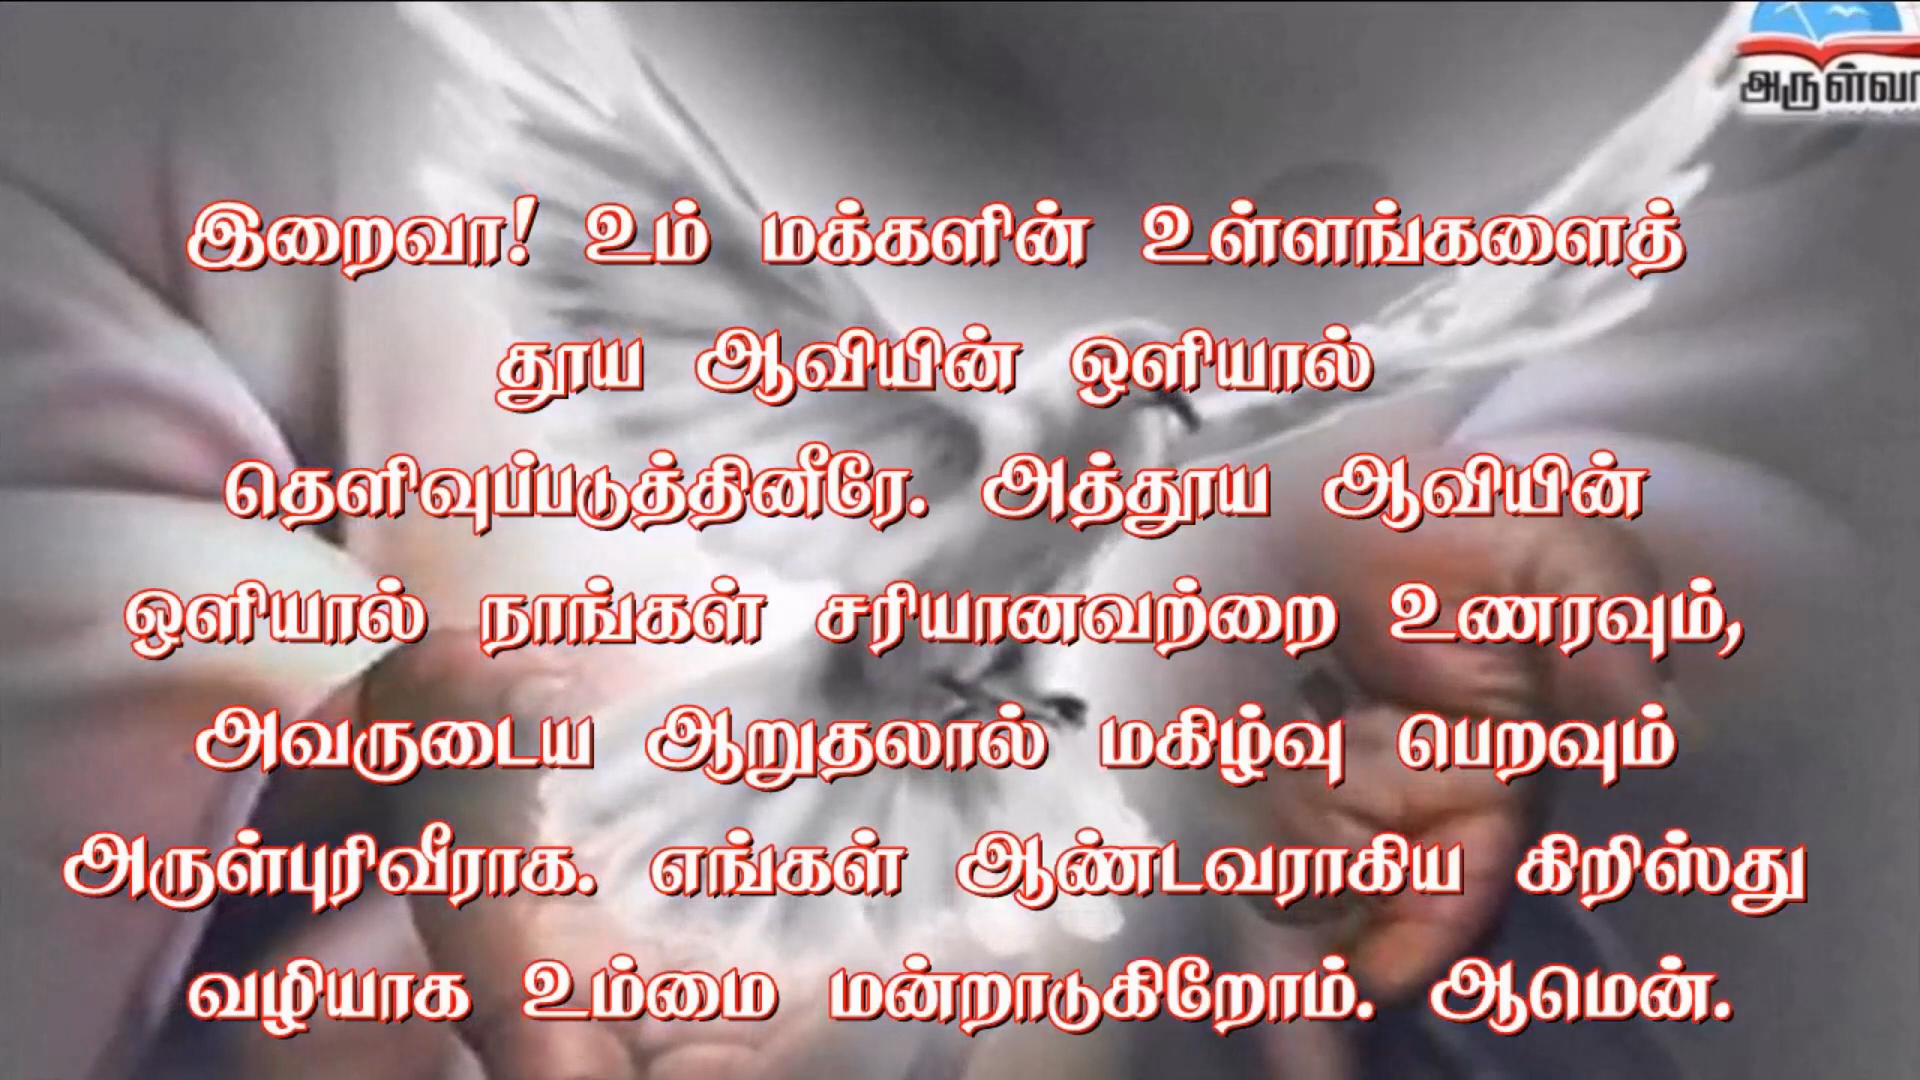 இறைவா! உம் மக்களின் உள்ளங்களைத்
தூய ஆவியின் ஒளியால்
தெளிவுப்படுத்தினீரே. அத்தூய ஆவியின்
ஒளியால் நாங்கள் சரியானவற்றை உணரவும்,
அவருடைய ஆறுதலால் மகிழ்வு பெறவும்
அருள்புரிவீராக. எங்கள் ஆண்டவராகிய கிறிஸ்து
வழியாக உம்மை மன்றாடுகிறோம். ஆமென்.